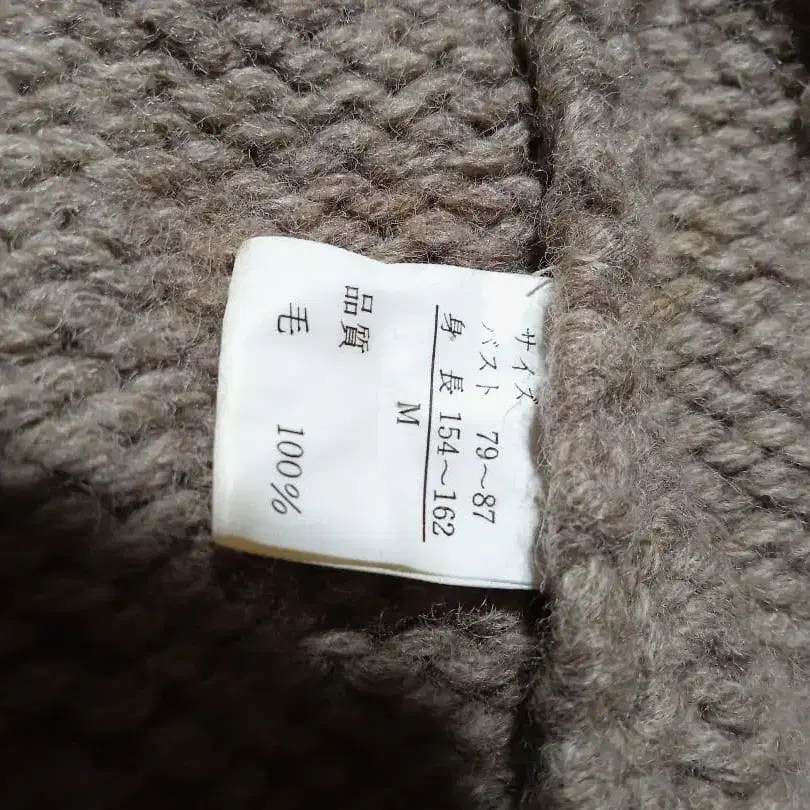 サイズ
バスト 79～87
身長 154～162
M
品質
毛 100%